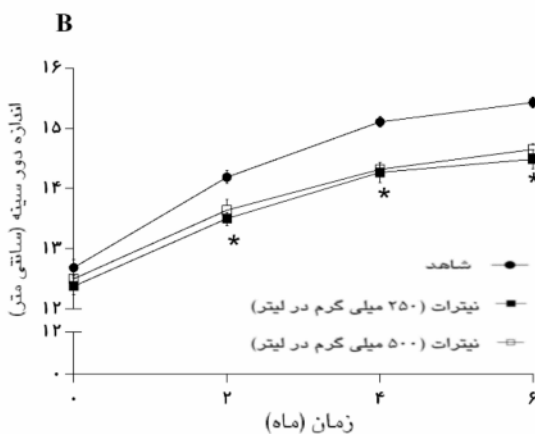 B
اندازه دور سینه (سانتی متر)
۱۶
۱۵
۱۴
۱۳
۱۲
۱۲
۰
*
*
*
شاهد
نیترات (۲۵۰ میلی گرم در لیتر)
نیترات (۵۰۰ میلی گرم در لیتر)
۰ ۲ ۴ ۶
زمان (ماه)